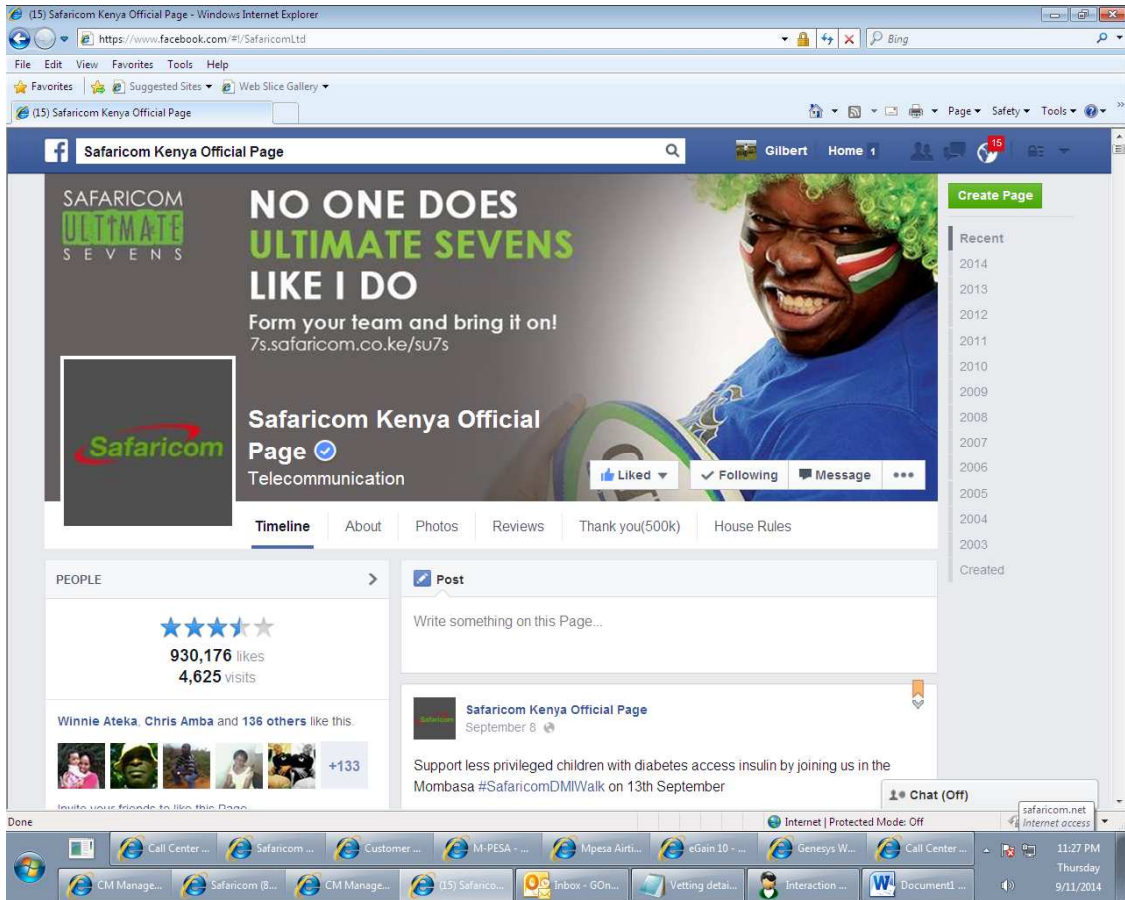 (15) Safaricom Kenya Official Page - Windows Internet Explorer
https://www.facebook.com/#!/SafaricomLtd
Bing
File Edit View Favorites Tools Help
Favorites Suggested Sites Web Slice Gallery
(15) Safaricom Kenya Official Page
Page Safety Tools
Safaricom Kenya Official Page
Gilbert Home 1
15
SAFARICOM
ULTIMATE
SEVENS
NO ONE DOES
ULTIMATE SEVENS
LIKE I DO
Form your team and bring it on!
7s.safaricom.co.ke/su7s
Safaricom
Safaricom Kenya Official
Page
Telecommunication
Liked Following Message
Timeline About Photos Reviews Thank you(500k) House Rules
Create Page
Recent
2014
2013
2012
2011
2010
2009
2008
2007
2006
2005
2004
2003
Created
PEOPLE
930,176 likes
4,625 visits
Winnie Ateka, Chris Amba and 136 others like this.
+133
Invite your friends to like this Page
Post
Write something on this Page...
Safaricom
Safaricom Kenya Official Page
September 8
Support less privileged children with diabetes access insulin by joining us in the
Mombasa #SafaricomDMIWalk on 13th September
Chat (Off)
safaricom.net
Internet access
Done
Internet | Protected Mode: Off
Call Center ... Safaricom ... Customer ... M-PESA - ... Mpesa Airti... eGain 10 - ... Genesys W... Call Center ...
CM Manage... Safaricom (B... CM Manage... (15) Safarico... Inbox - GOn... Vetting detai... Interaction ... Document1 ...
11:27 PM
Thursday
9/11/2014